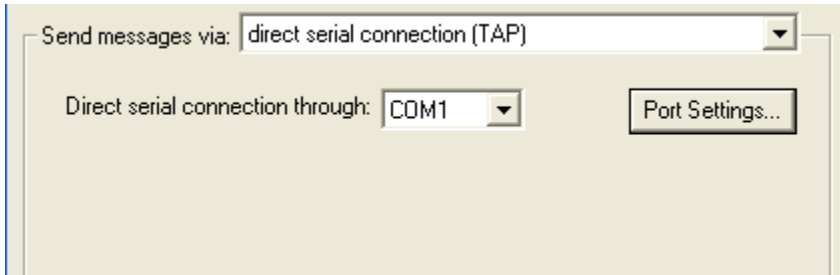 Send messages via: direct serial connection (TAP)
Direct serial connection through: COM1 Port Settings...